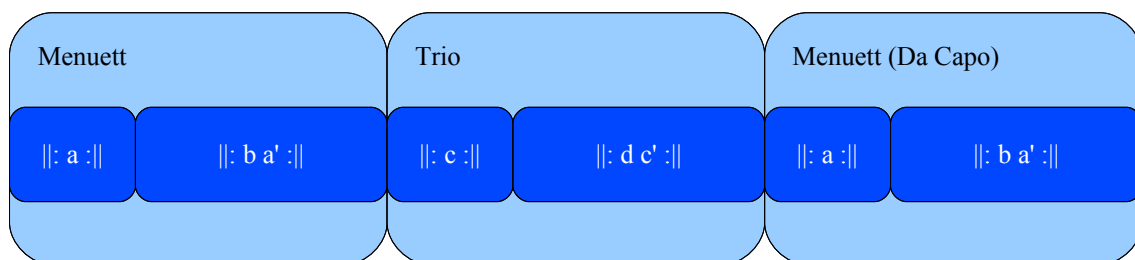 Menuett Trio Menuett (Da Capo)
||: a :|| ||: b a' :|| ||: c :|| ||: d c' :|| ||: a :|| ||: b a' :||